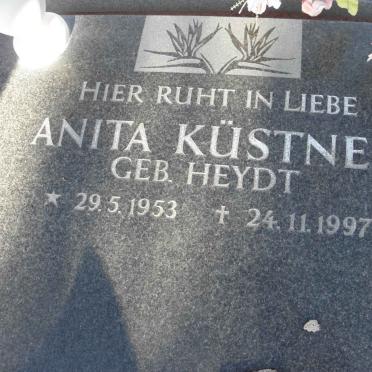 HIER RUHT IN LIEBE
ANITA KÜSTNE
GEB. HEYDT
* 29.5.1953 † 24.11.1997